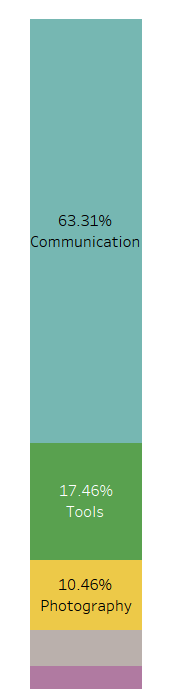 63.31%
Communication
17.46%
Tools
10.46%
Photography